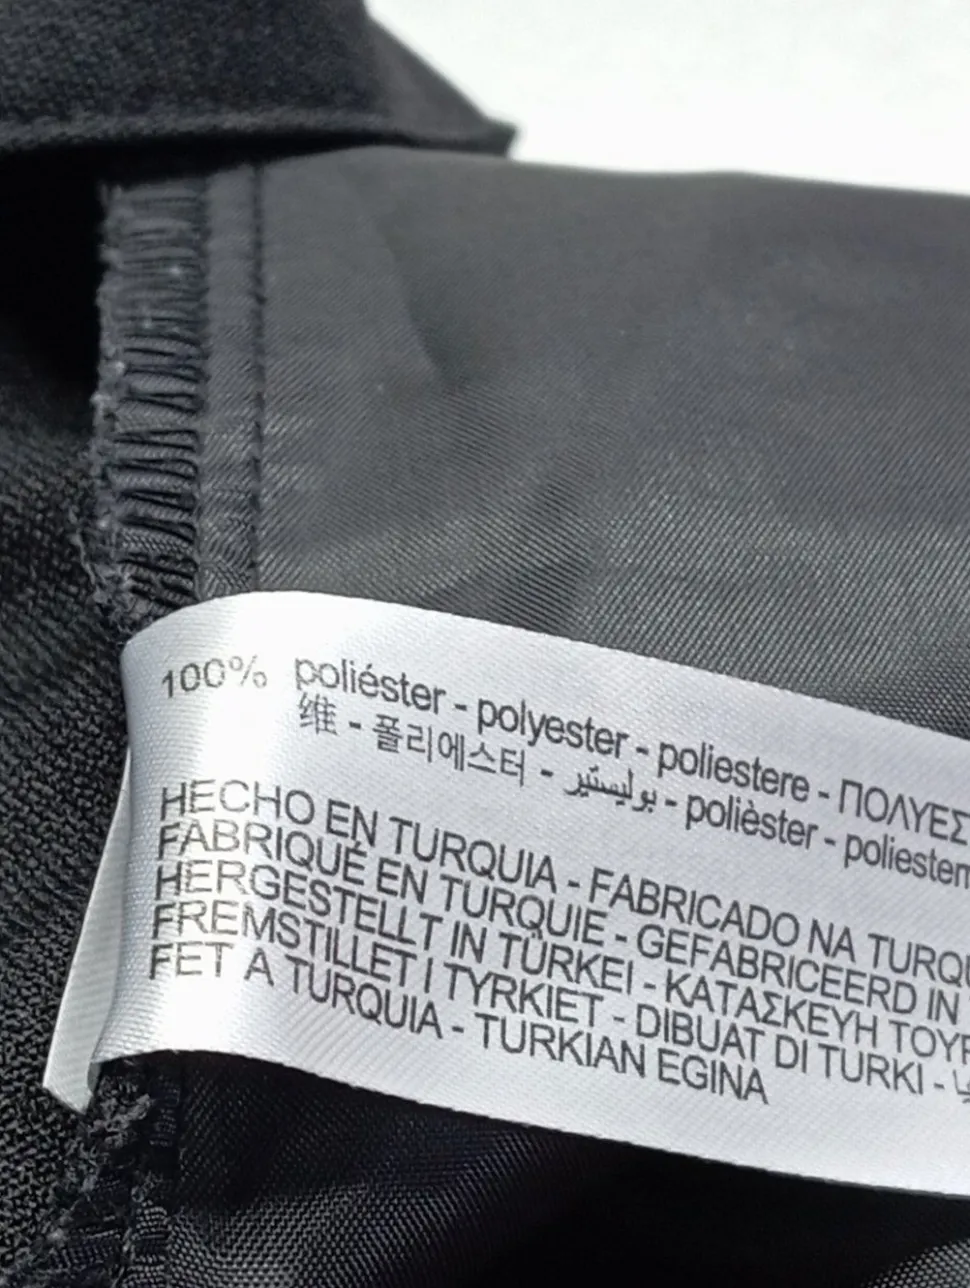 100% poliéster - polyester - poliestere - ΠΟΛΥΕΣ
维 - 폴리에스터 - بوليستير - polièster - poliester
HECHO EN TURQUIA - FABRICADO NA TURQU
FABRIQUÉ EN TURQUIE - GEFABRICEERD IN
HERGESTELLT IN TÜRKEI - ΚΑΤΑΣΚΕΥΗ ΤΟΥΡ
FREMSTILLET I TYRKIET - DIBUAT DI TURKI -
FET A TURQUIA - TURKIAN EGINA